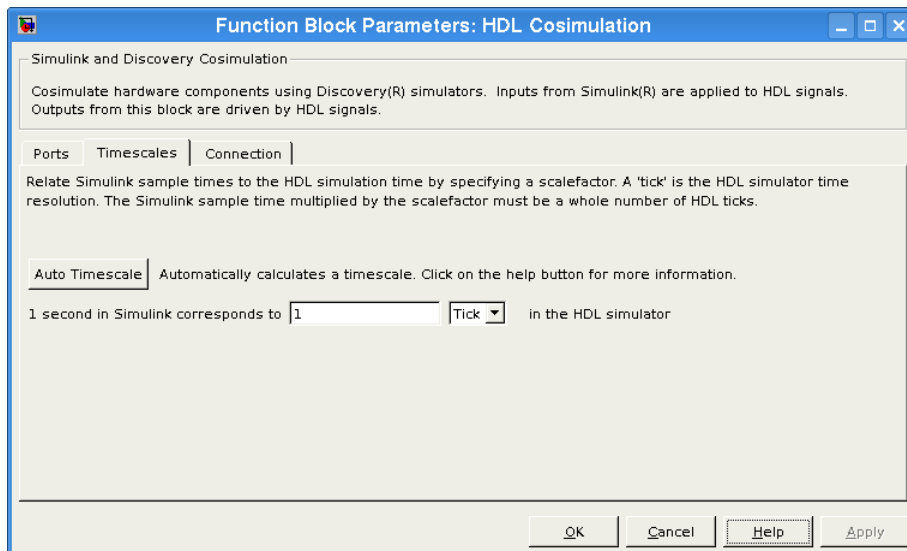 Function Block Parameters: HDL Cosimulation
Simulink and Discovery Cosimulation
Cosimulate hardware components using Discovery(R) simulators. Inputs from Simulink(R) are applied to HDL signals.
Outputs from this block are driven by HDL signals.
Ports Timescales Connection
Relate Simulink sample times to the HDL simulation time by specifying a scalefactor. A 'tick' is the HDL simulator time
resolution. The Simulink sample time multiplied by the scalefactor must be a whole number of HDL ticks.
Auto Timescale Automatically calculates a timescale. Click on the help button for more information.
1 second in Simulink corresponds to 1 Tick in the HDL simulator
OK Cancel Help Apply